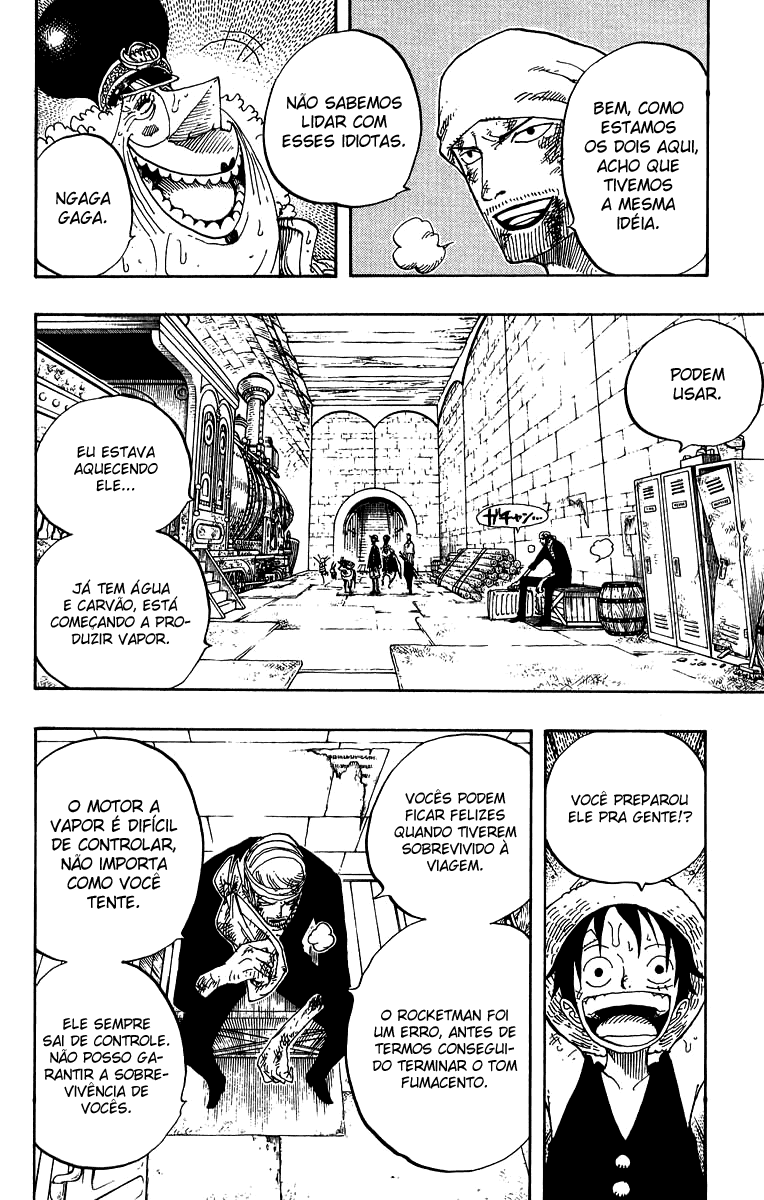 BEM, COMO
ESTAMOS
OS DOIS AQUI,
ACHO QUE
TIVEMOS
A MESMA
IDÉIA.
NÃO SABEMOS
LIDAR COM
ESSES IDIOTAS.
NGAGA
GAGA.
PODEM
USAR.
ガチャン…
EU ESTAVA
AQUECENDO
ELE...
JÁ TEM ÁGUA
E CARVÃO, ESTÁ
COMEÇANDO A PRO-
DUZIR VAPOR.
VOCÊ PREPAROU
ELE PRA GENTE!?
VOCÊS PODEM
FICAR FELIZES
QUANDO TIVEREM
SOBREVIVIDO À
VIAGEM.
O ROCKETMAN FOI
UM ERRO, ANTES DE
TERMOS CONSEGUI-
DO TERMINAR O TOM
FUMACENTO.
O MOTOR A
VAPOR É DIFÍCIL
DE CONTROLAR,
NÃO IMPORTA
COMO VOCÊ
TENTE.
ELE SEMPRE
SAI DE CONTROLE.
NÃO POSSO GA-
RANTIR A SOBRE-
VIVÊNCIA DE
VOCÊS.